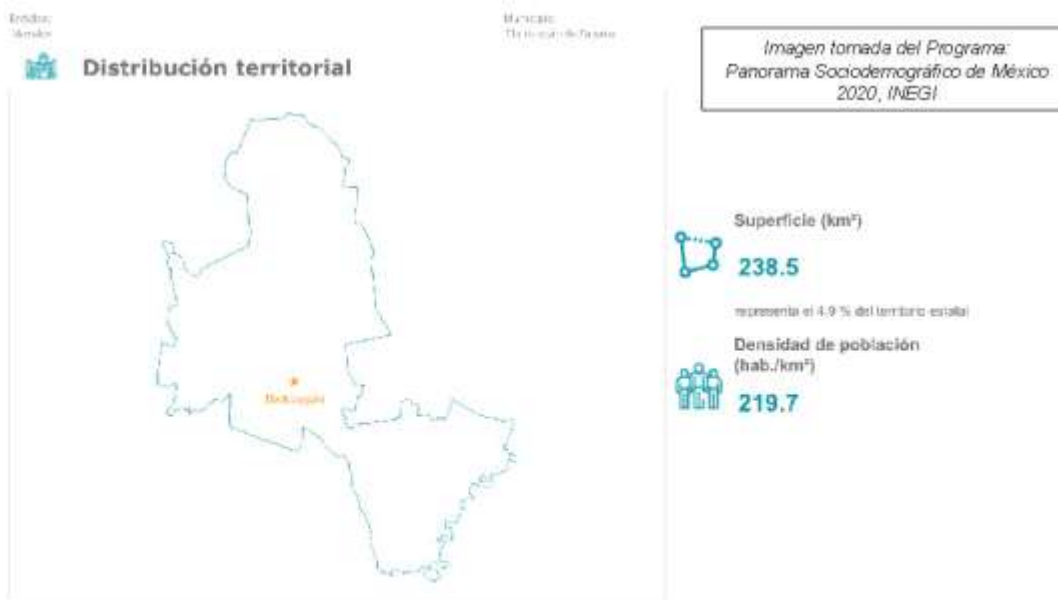 Municipio:
Distribución territorial
Imagen tomada del Programa:
Panorama Sociodemográfico de México
2020, INEGI
Superficie (km²)
238.5
representa el 4.9 % del territorio estatal
Densidad de población
(hab./km²)
219.7